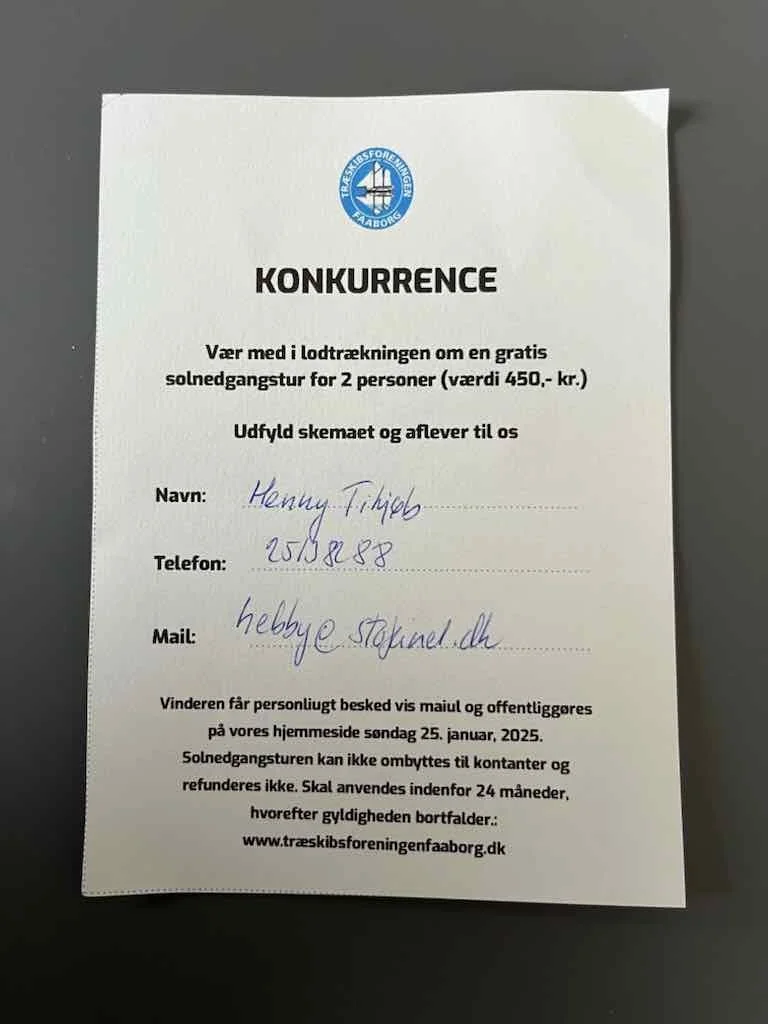 TRÆSKIBSFORENINGEN
FAABORG
KONKURRENCE
Vær med i lodtrækningen om en gratis
solnedgangstur for 2 personer (værdi 450,- kr.)
Udfyld skemaet og aflever til os
Navn: Henny
Telefon:
Mail:
Vinderen får personliugt besked vis maiul og offentliggøres
på vores hjemmeside søndag 25. januar, 2025.
Solnedgangsturen kan ikke ombyttes til kontanter og
refunderes ikke. Skal anvendes indenfor 24 måneder,
hvorefter gyldigheden bortfalder.:
www.træskibsforeningenfaaborg.dk